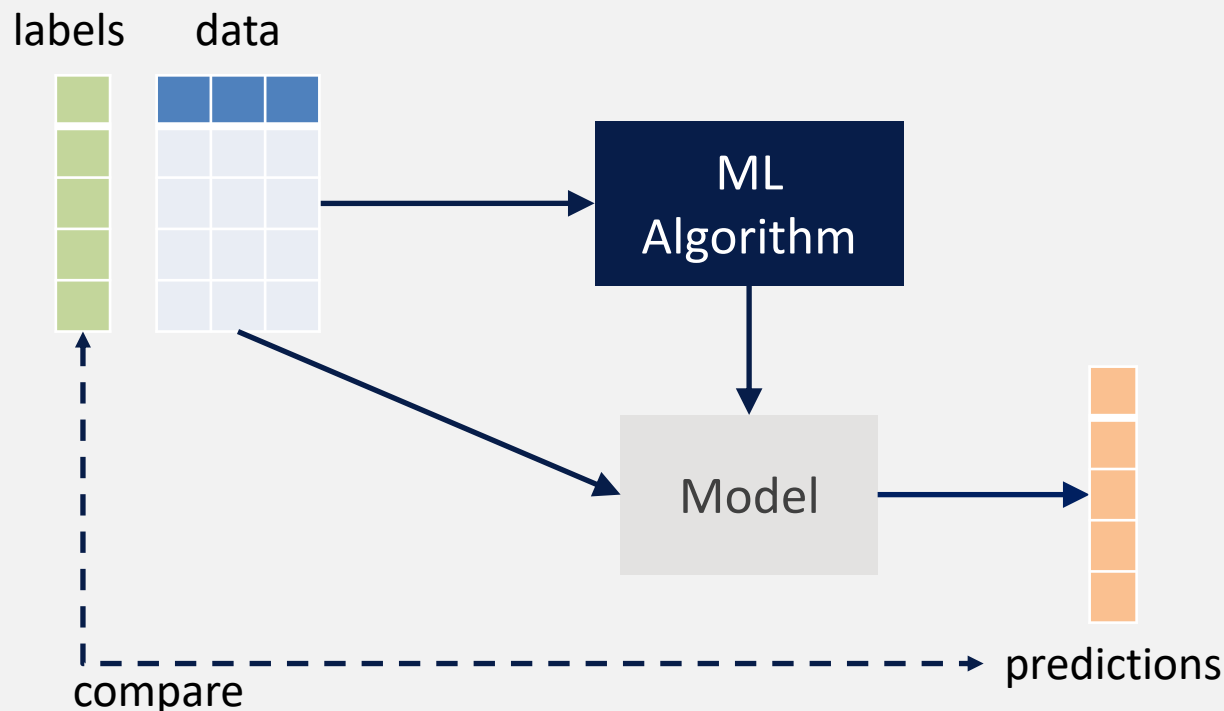 labels
data
ML
Algorithm
Model
predictions
compare